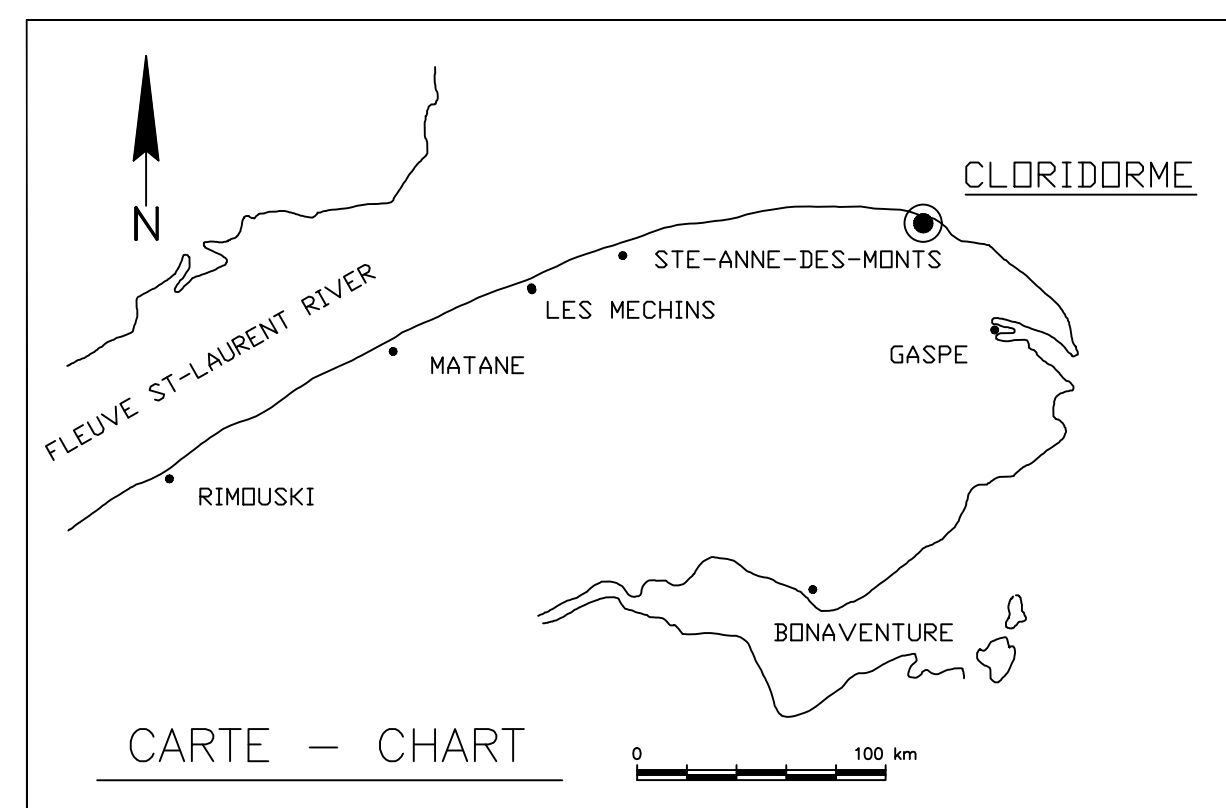 N
CLORIDORME
STE-ANNE-DES-MONTS
LES MECHINS
FLEUVE ST-LAURENT RIVER
MATANE
GASPE
RIMOUSKI
BONAVENTURE
CARTE - CHART
0 100 km